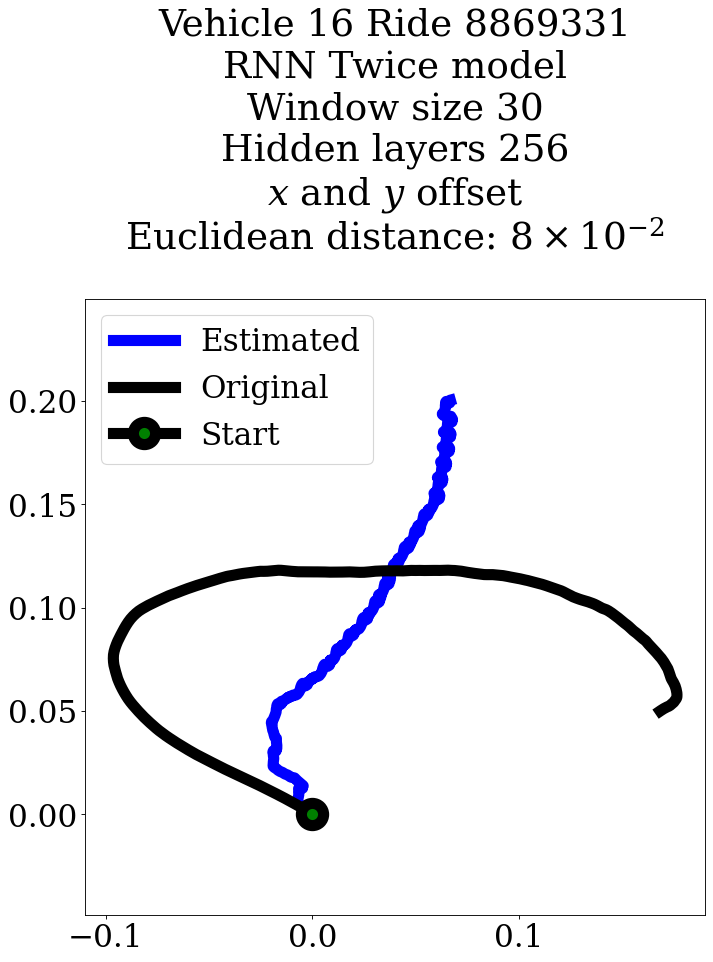 Vehicle 16 Ride 8869331
RNN Twice model
Window size 30
Hidden layers 256
x and y offset
Euclidean distance: 8 × 10⁻²
Estimated
Original
Start
0.20
0.15
0.10
0.05
0.00
−0.1 0.0 0.1